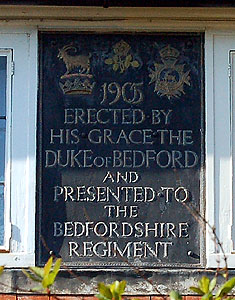 1905
ERECTED BY
HIS GRACE THE
DUKE OF BEDFORD
AND
PRESENTED TO
THE
BEDFORDSHIRE
REGIMENT